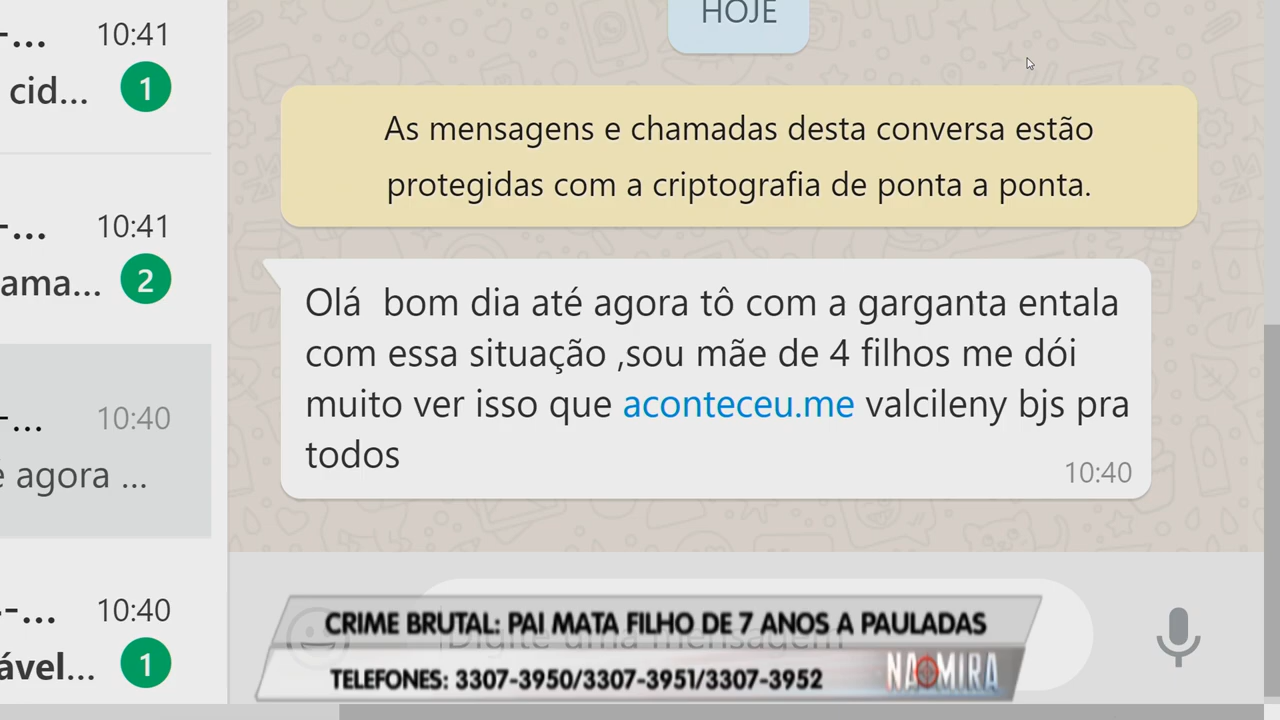 -... 10:41
cid... 1
-... 10:41
ama... 2
-... 10:40
é agora ...
-... 10:40
ável... 1
HOJE
As mensagens e chamadas desta conversa estão
protegidas com a criptografia de ponta a ponta.
Olá  bom dia até agora tô com a garganta entala
com essa situação ,sou mãe de 4 filhos me dói
muito ver isso que aconteceu.me valcileny bjs pra
todos
10:40
Digite uma mensagem
CRIME BRUTAL: PAI MATA FILHO DE 7 ANOS A PAULADAS
TELEFONES: 3307-3950/3307-3951/3307-3952
NA MIRA